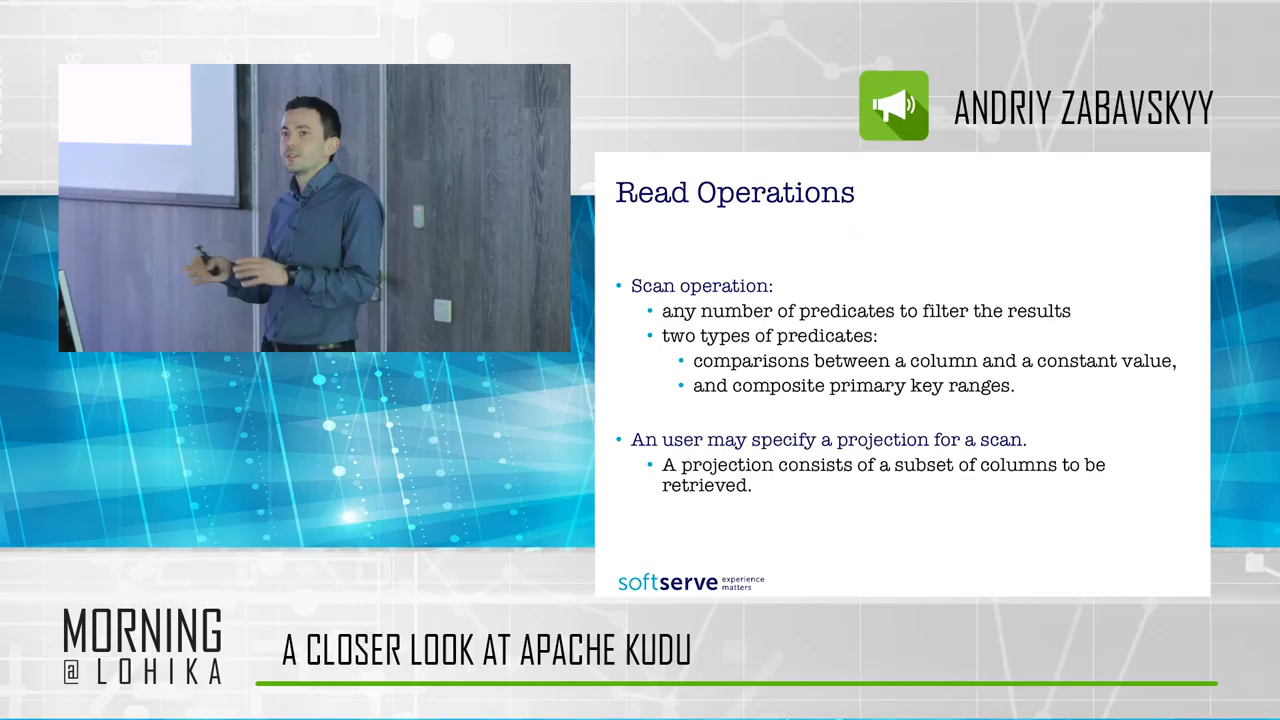 ANDRIY ZABAVSKYY
Read Operations
• Scan operation:
• any number of predicates to filter the results
• two types of predicates:
• comparisons between a column and a constant value,
• and composite primary key ranges.
• An user may specify a projection for a scan.
• A projection consists of a subset of columns to be
retrieved.
softserve experience
matters
MORNING
@ LOHIKA
A CLOSER LOOK AT APACHE KUDU